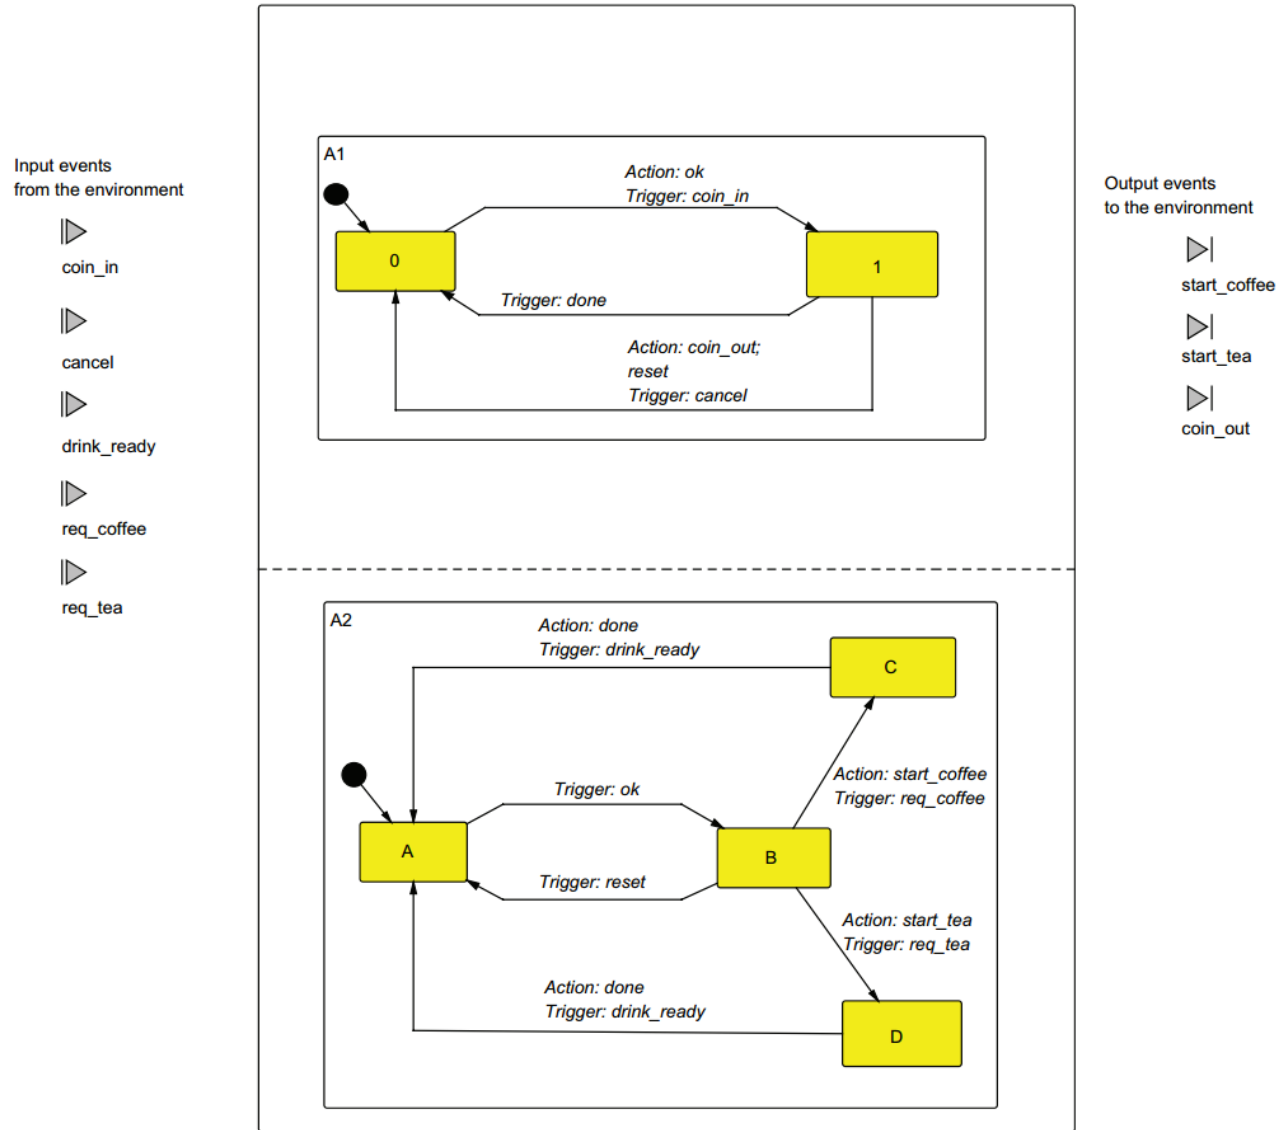 Input events
from the environment
coin_in
cancel
drink_ready
req_coffee
req_tea
A1
Action: ok
Trigger: coin_in
0
1
Trigger: done
Action: coin_out;
reset
Trigger: cancel
Output events
to the environment
start_coffee
start_tea
coin_out
A2
Action: done
Trigger: drink_ready
C
Action: start_coffee
Trigger: req_coffee
Trigger: ok
A
B
Trigger: reset
Action: start_tea
Trigger: req_tea
Action: done
Trigger: drink_ready
D